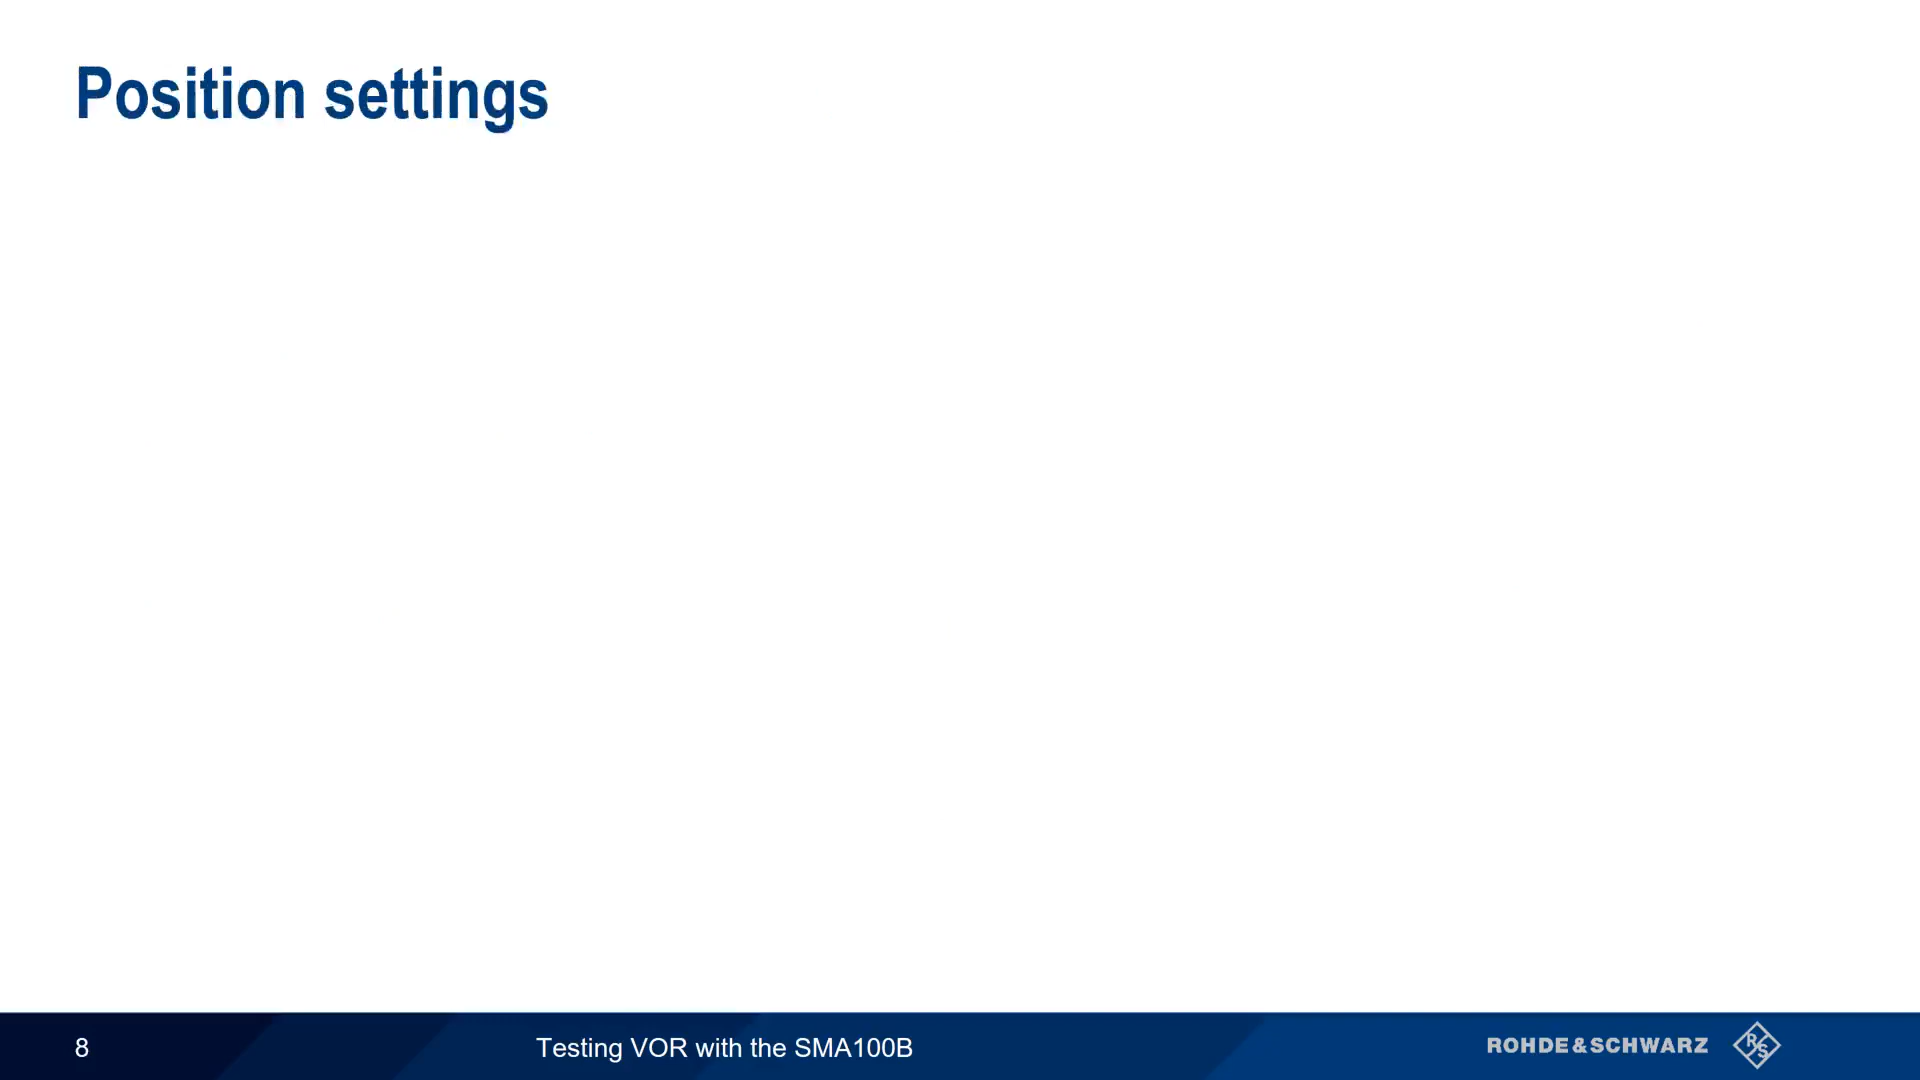 Position settings
8
Testing VOR with the SMA100B
ROHDE&SCHWARZ
R
S